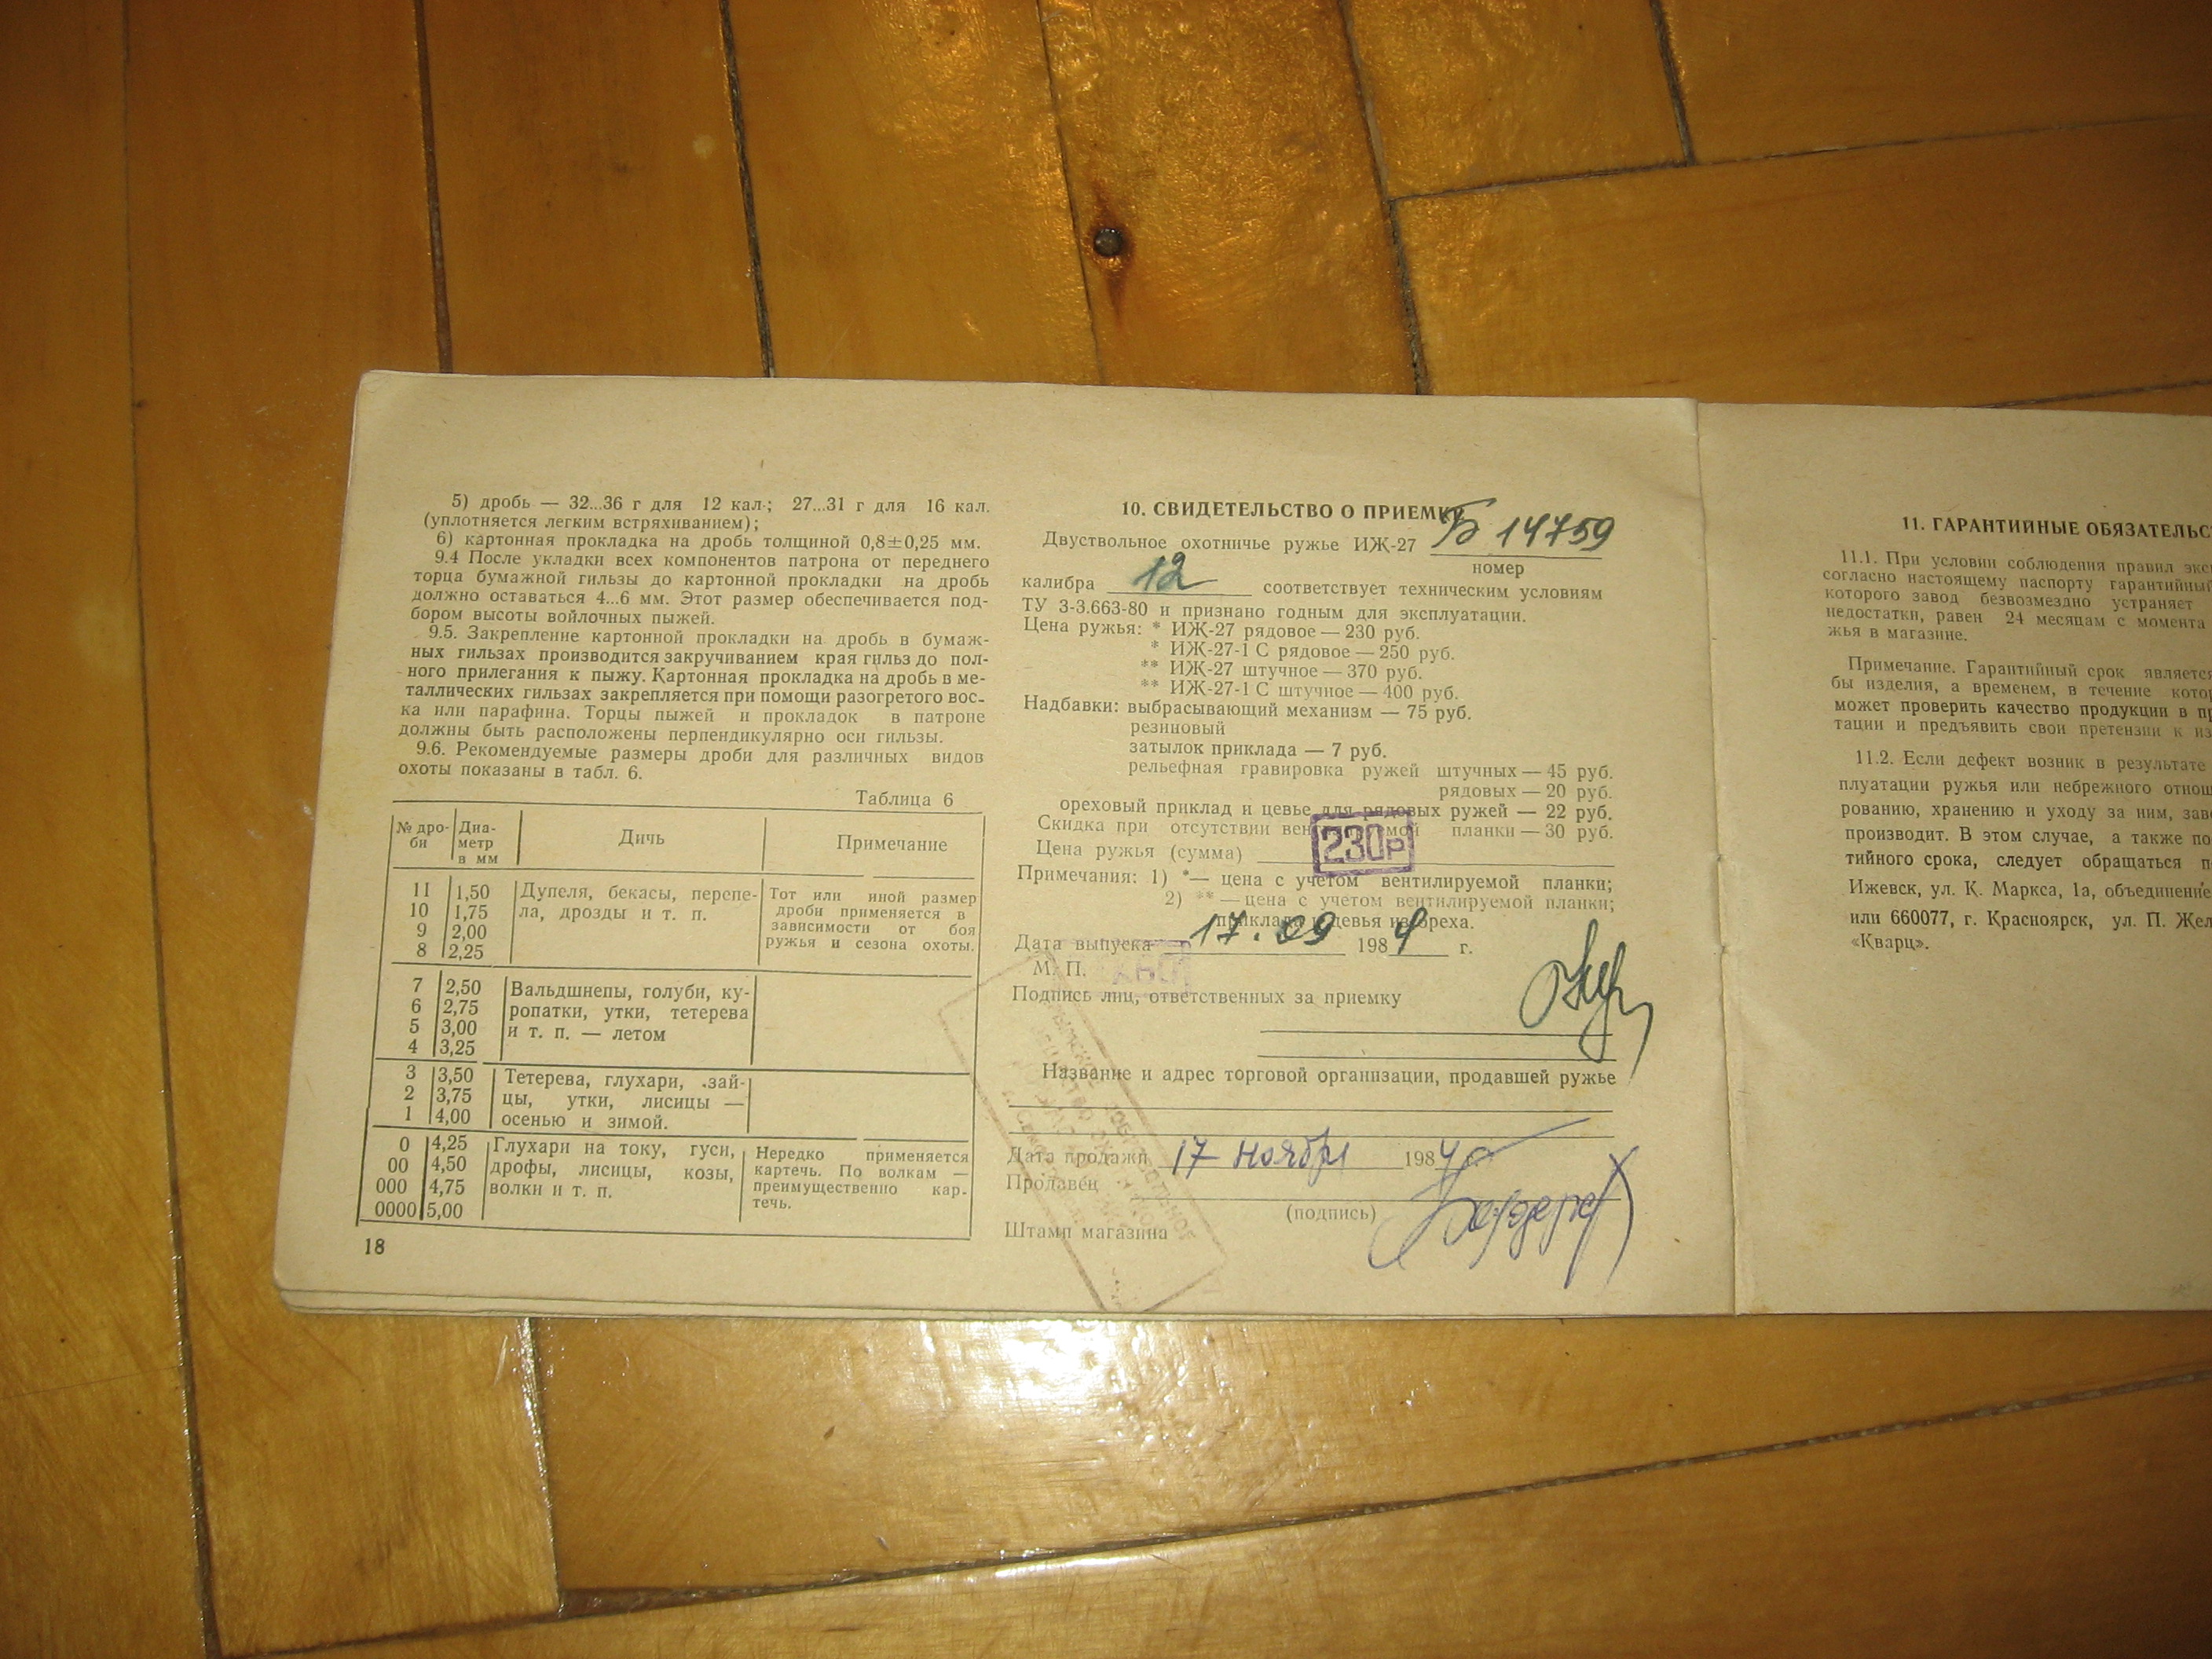 5) дробь — 32...36 г для 12 кал.; 27...31 г для 16 кал.
(уплотняется легким встряхиванием);
6) картонная прокладка на дробь толщиной 0,8±0,25 мм.
9.4 После укладки всех компонентов патрона от переднего
торца бумажной гильзы до картонной прокладки на дробь
должно оставаться 4...6 мм. Этот размер обеспечивается под-
бором высоты войлочных пыжей.
9.5. Закрепление картонной прокладки на дробь в бумаж-
ных гильзах производится закручиванием края гильз до пол-
ного прилегания к пыжу. Картонная прокладка на дробь в ме-
таллических гильзах закрепляется при помощи разогретого вос-
ка или парафина. Торцы пыжей и прокладок в патроне
должны быть расположены перпендикулярно оси гильзы.
9.6. Рекомендуемые размеры дроби для различных видов
охоты показаны в табл. 6.
Таблица 6
№ дро-
би
Диа-
метр
в мм
Дичь
Примечание
11 1,50 Дупеля, бекасы, перепе- Тот или иной размер
10 1,75 ла, дрозды и т. п. дроби применяется в
9 2,00 зависимости от боя
8 2,25 ружья и сезона охоты.
7 2,50 Вальдшнепы, голуби, ку-
6 2,75 ропатки, утки, тетерева
5 3,00 и т. п. — летом
4 3,25
3 3,50 Тетерева, глухари, зай-
2 3,75 цы, утки, лисицы —
1 4,00 осенью и зимой.
0 4,25 Глухари на току, гуси, Нередко применяется
00 4,50 дрофы, лисицы, козы, картечь. По волкам —
000 4,75 волки и т. п. преимущественно кар-
0000 5,00 течь.
18
10. СВИДЕТЕЛЬСТВО О ПРИЕМКЕ
Двуствольное охотничье ружье ИЖ-27 Б 14759
номер
калибра 12 соответствует техническим условиям
ТУ 3-3.663-80 и признано годным для эксплуатации.
Цена ружья: * ИЖ-27 рядовое — 230 руб.
* ИЖ-27-1 С рядовое — 250 руб.
** ИЖ-27 штучное — 370 руб.
** ИЖ-27-1 С штучное — 400 руб.
Надбавки: выбрасывающий механизм — 75 руб.
резиновый
затылок приклада — 7 руб.
рельефная гравировка ружей штучных — 45 руб.
рядовых — 20 руб.
ореховый приклад и цевье для рядовых ружей — 22 руб.
Скидка при отсутствии вентилируемой планки — 30 руб.
Цена ружья (сумма) 230р
Примечания: 1) * — цена с учетом вентилируемой планки;
2) ** — цена с учетом вентилируемой планки;
приклада и цевья из ореха.
Дата выпуска 17.09 1984 г.
М. П.
Подпись лиц, ответственных за приемку
Название и адрес торговой организации, продавшей ружье
Дата продажи 17 ноября 1984
Продавец
(подпись)
Штамп магазина
11. ГАРАНТИЙНЫЕ ОБЯЗАТЕЛЬС
11.1. При условии соблюдения правил экс
согласно настоящему паспорту гарантийный
которого завод безвозмездно устраняет
недостатки, равен 24 месяцам с момента
жья в магазине.
Примечание. Гарантийный срок является
бы изделия, а временем, в течение котор
может проверить качество продукции в пр
тации и предъявить свои претензии к из
11.2. Если дефект возник в результате
плуатации ружья или небрежного отнош
рованию, хранению и уходу за ним, заво
производит. В этом случае, а также по
тийного срока, следует обращаться п
Ижевск, ул. К. Маркса, 1а, объединение
или 660077, г. Красноярск, ул. П. Жел
«Кварц».